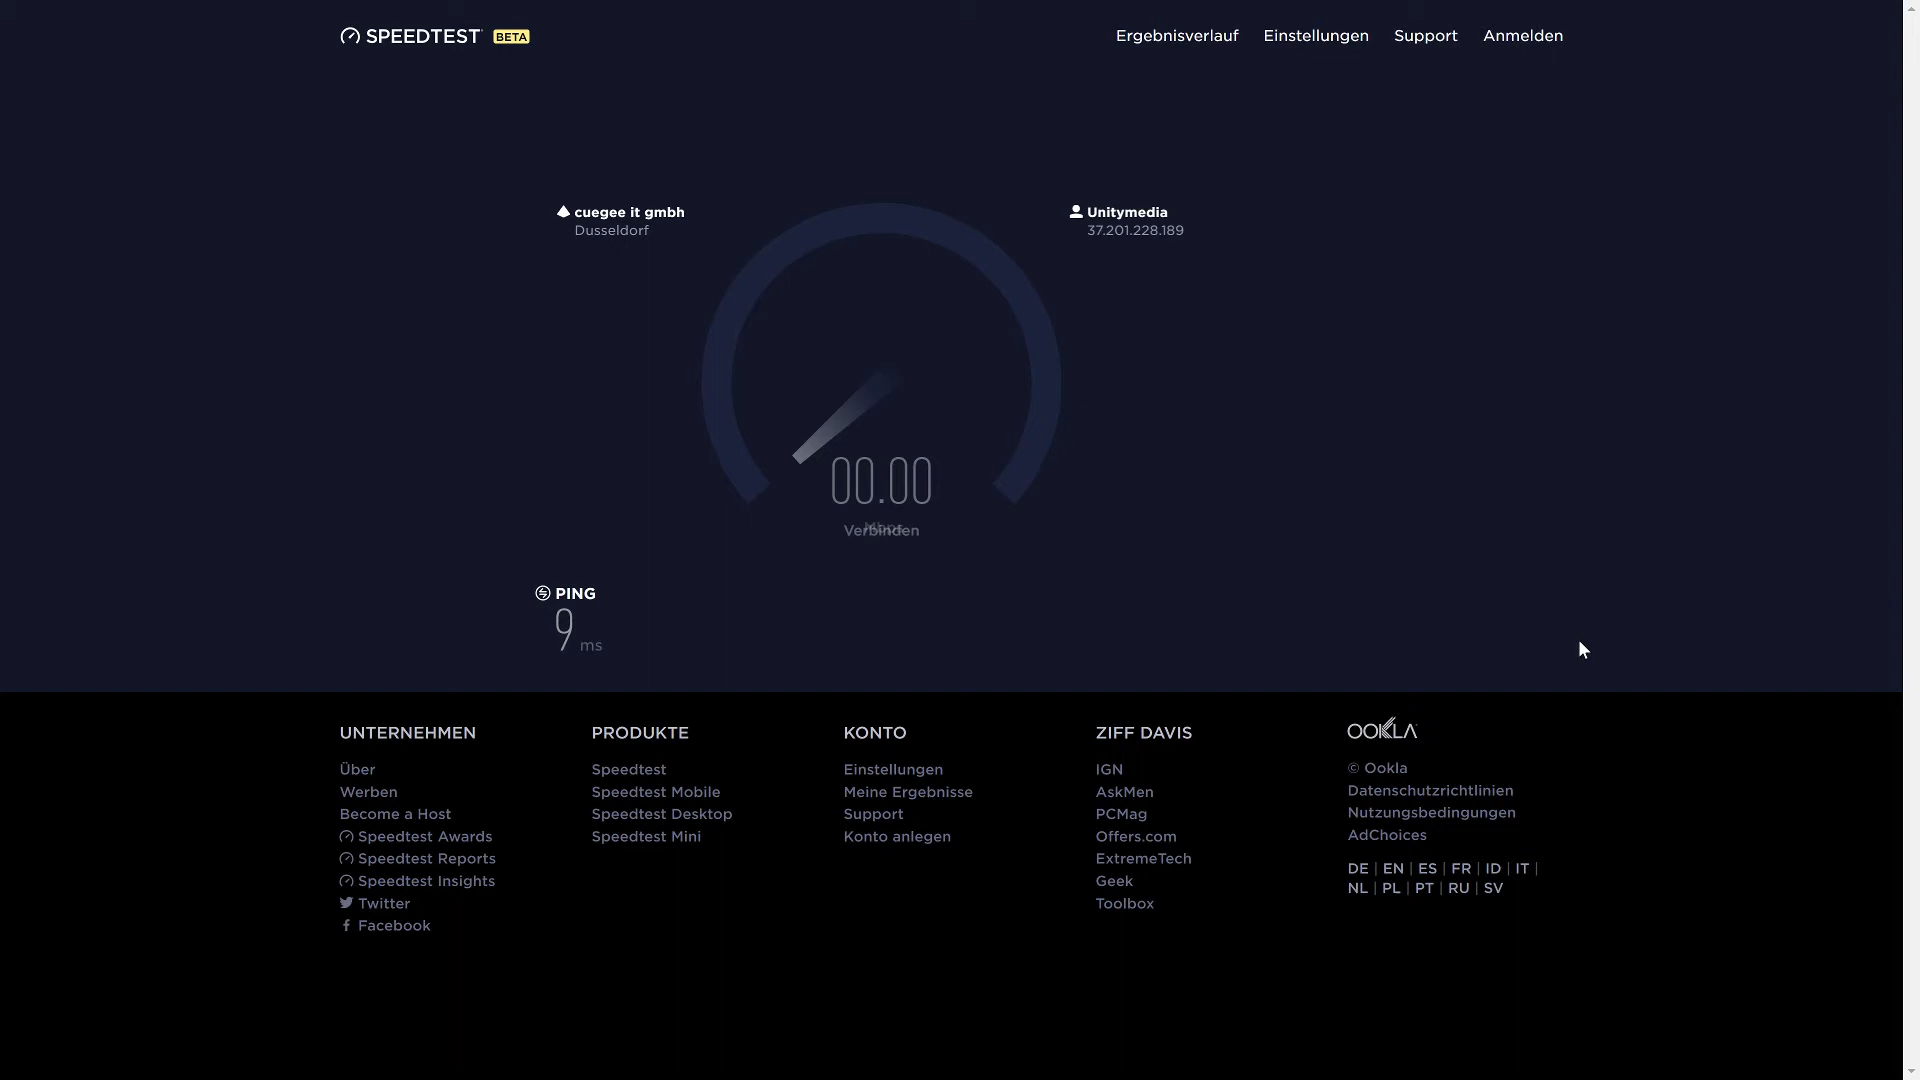 SPEEDTEST BETA
Ergebnisverlauf Einstellungen Support Anmelden
cuegee it gmbh
Dusseldorf
Unitymedia
37.201.228.189
00.00
Verbinden
Mbps
PING
9 ms
UNTERNEHMEN
Über
Werben
Become a Host
Speedtest Awards
Speedtest Reports
Speedtest Insights
Twitter
Facebook
PRODUKTE
Speedtest
Speedtest Mobile
Speedtest Desktop
Speedtest Mini
KONTO
Einstellungen
Meine Ergebnisse
Support
Konto anlegen
ZIFF DAVIS
IGN
AskMen
PCMag
Offers.com
ExtremeTech
Geek
Toolbox
OOKLA
© Ookla
Datenschutzrichtlinien
Nutzungsbedingungen
AdChoices
DE | EN | ES | FR | ID | IT |
NL | PL | PT | RU | SV